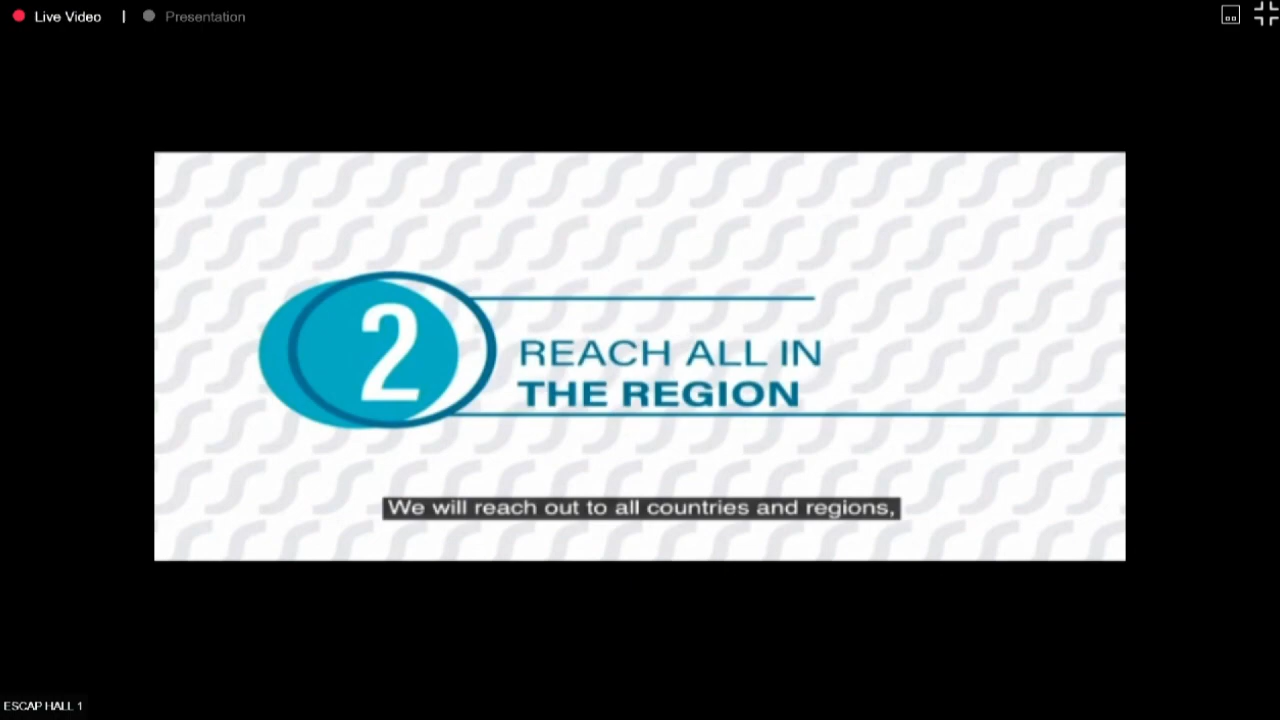 Live Video | Presentation
2
REACH ALL IN
THE REGION
We will reach out to all countries and regions,
ESCAP HALL 1